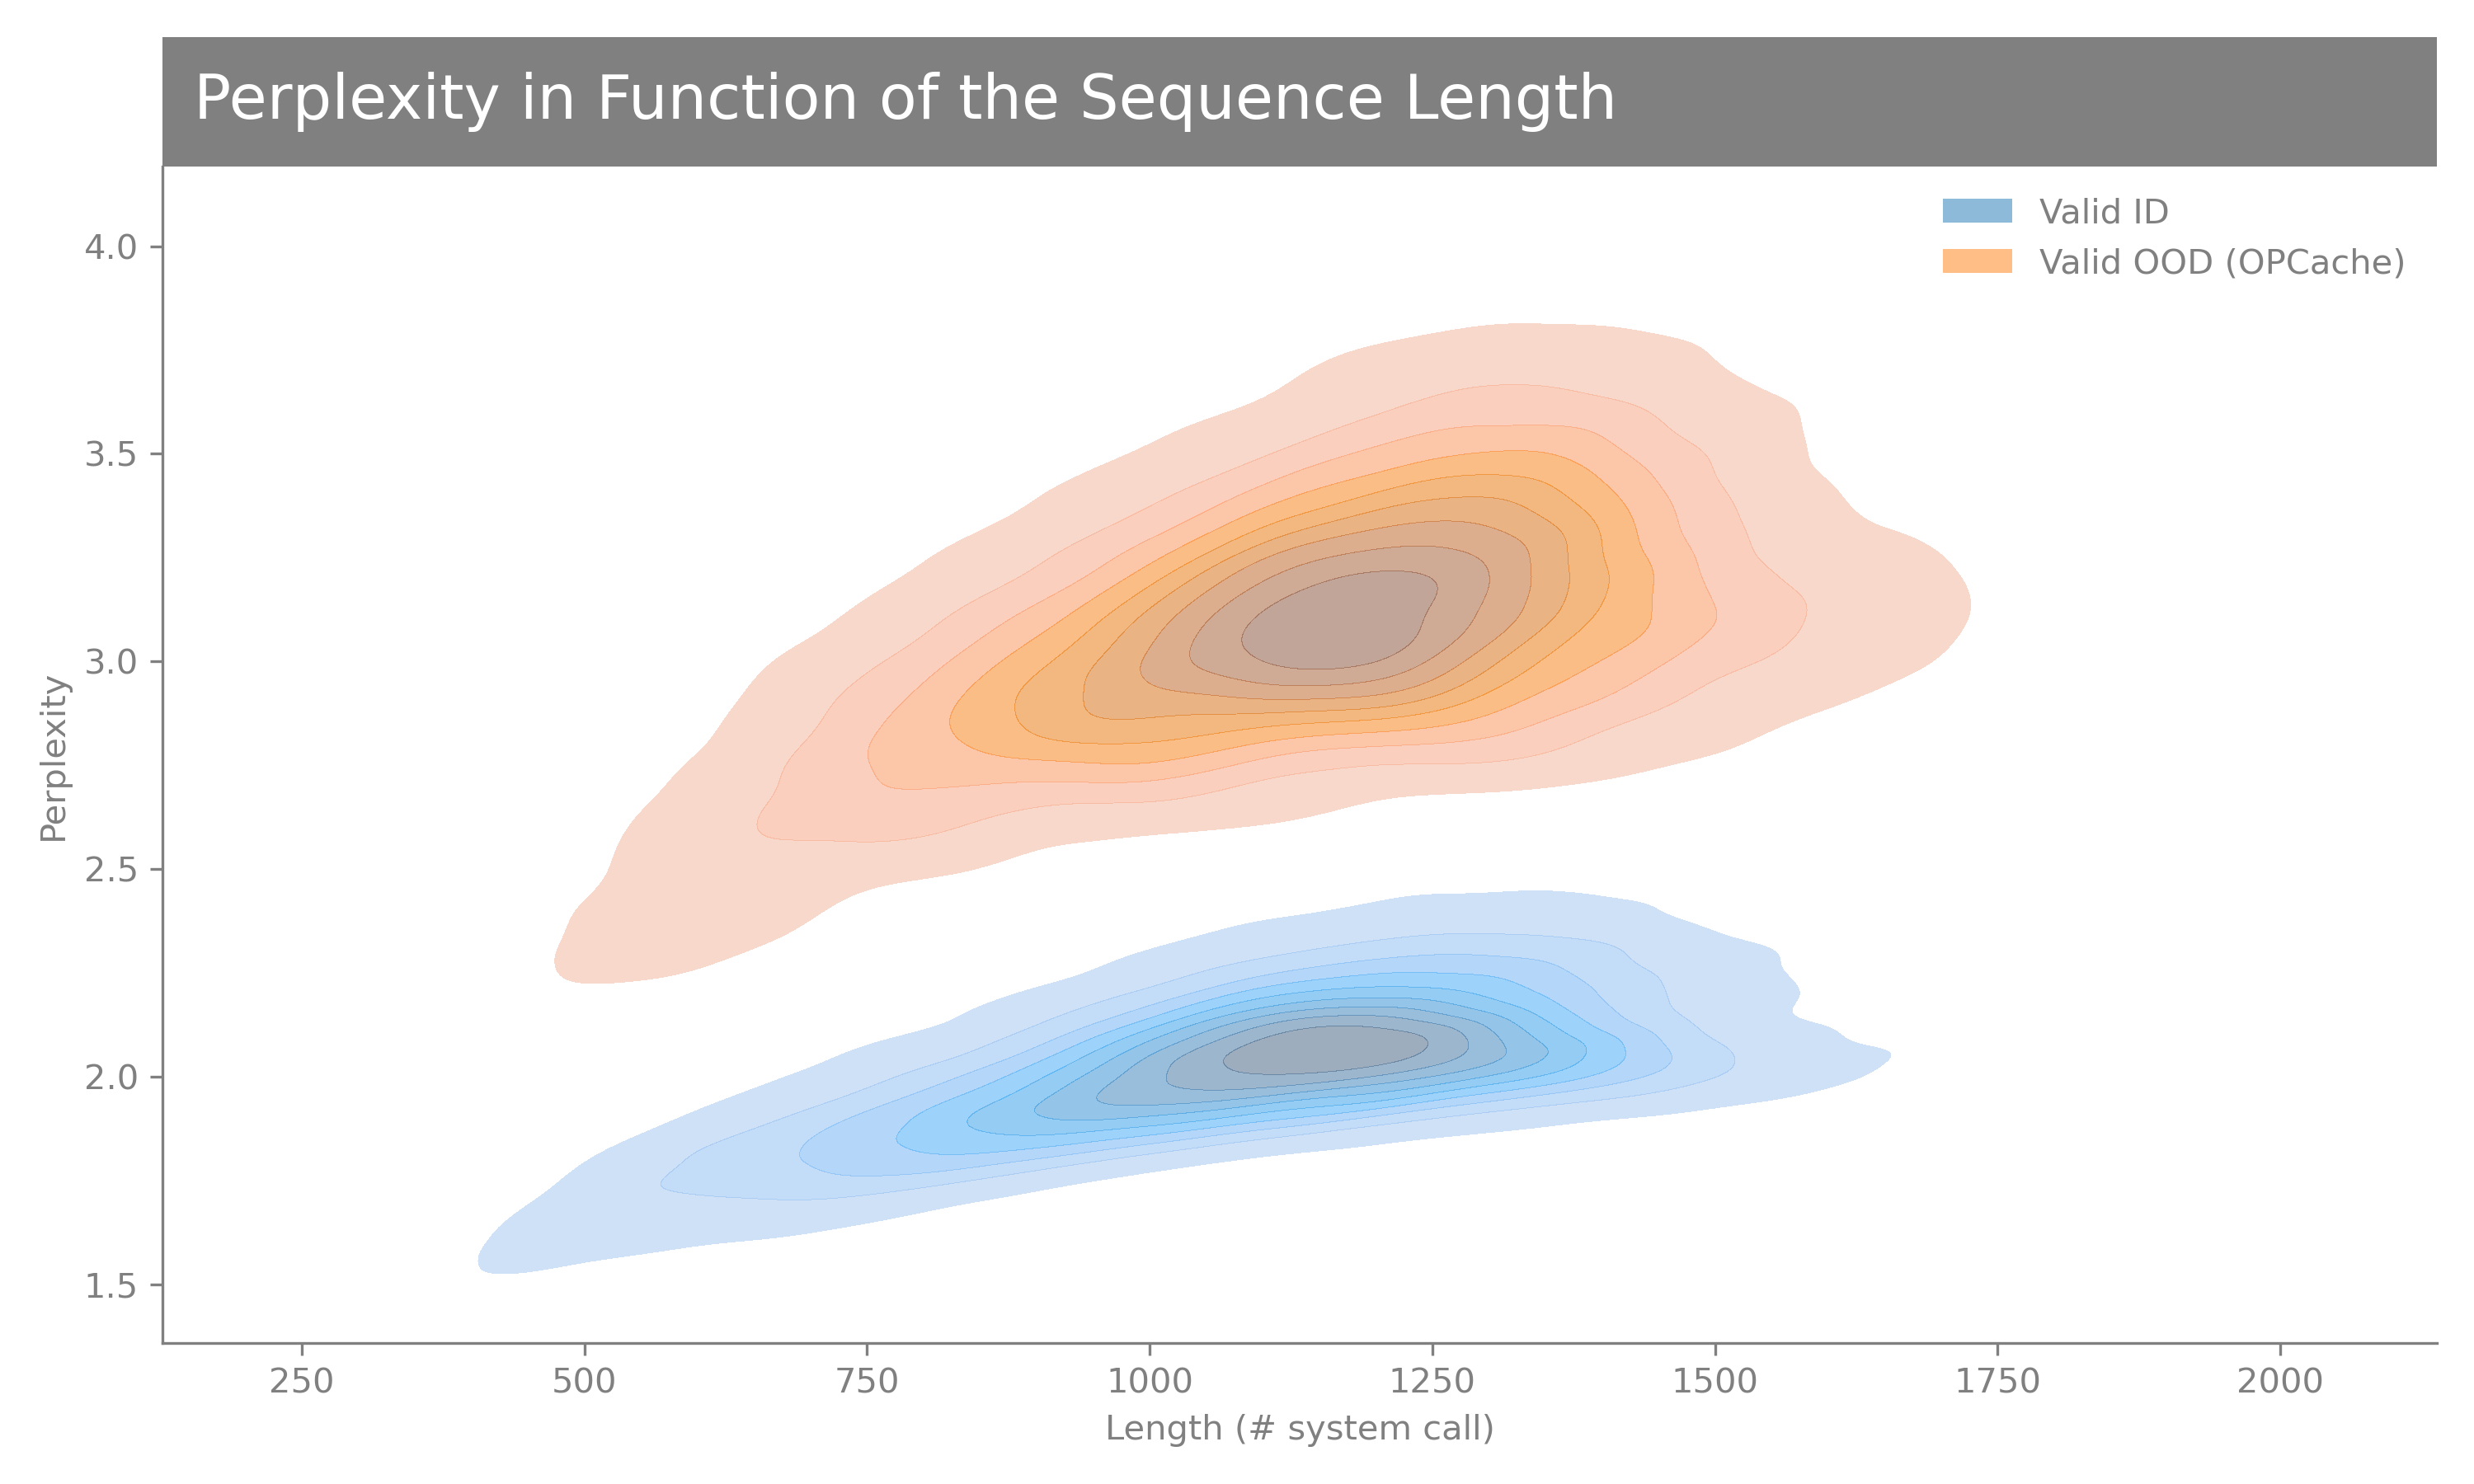 Perplexity in Function of the Sequence Length
Valid ID
Valid OOD (OPCache)
4.0
3.5
3.0
2.5
2.0
1.5
Perplexity
250 500 750 1000 1250 1500 1750 2000
Length (# system call)